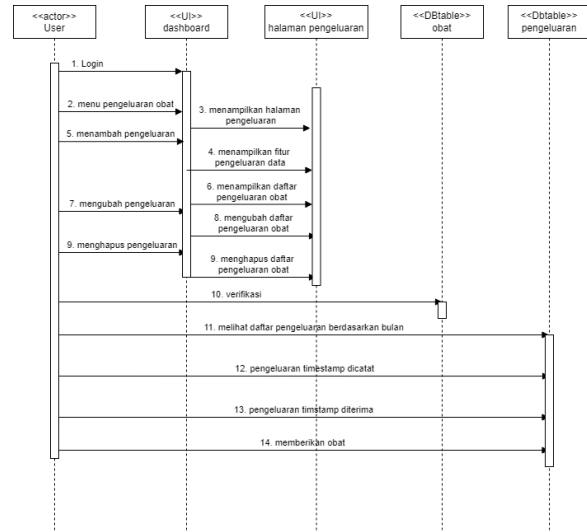 <<actor>>
User
<<UI>>
dashboard
<<UI>>
halaman pengeluaran
<<DBtable>>
obat
<<Dbtable>>
pengeluaran
1. Login
2. menu pengeluaran obat
3. menampilkan halaman
pengeluaran
5. menambah pengeluaran
4. menampilkan fitur
pengeluaran data
6. menampilkan daftar
pengeluaran obat
7. mengubah pengeluaran
8. mengubah daftar
pengeluaran obat
9. menghapus pengeluaran
9. menghapus daftar
pengeluaran obat
10. verifikasi
11. melihat daftar pengeluaran berdasarkan bulan
12. pengeluaran timestamp dicatat
13. pengeluaran timstamp diterima
14. memberikan obat